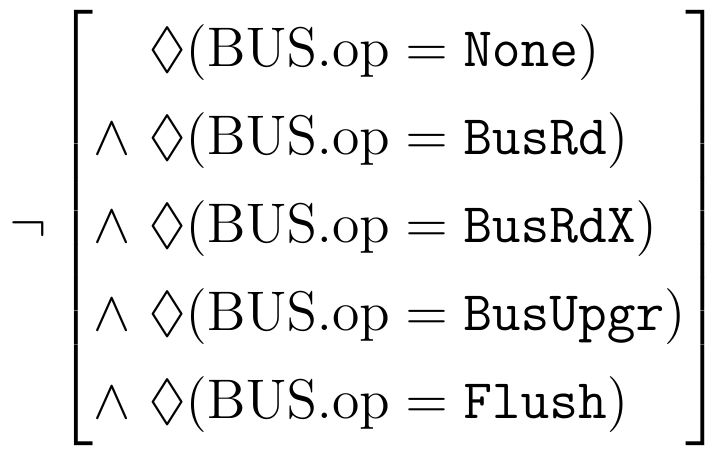 ◊(BUS.op = None)
∧ ◊(BUS.op = BusRd)
¬ ∧ ◊(BUS.op = BusRdX)
∧ ◊(BUS.op = BusUpgr)
∧ ◊(BUS.op = Flush)